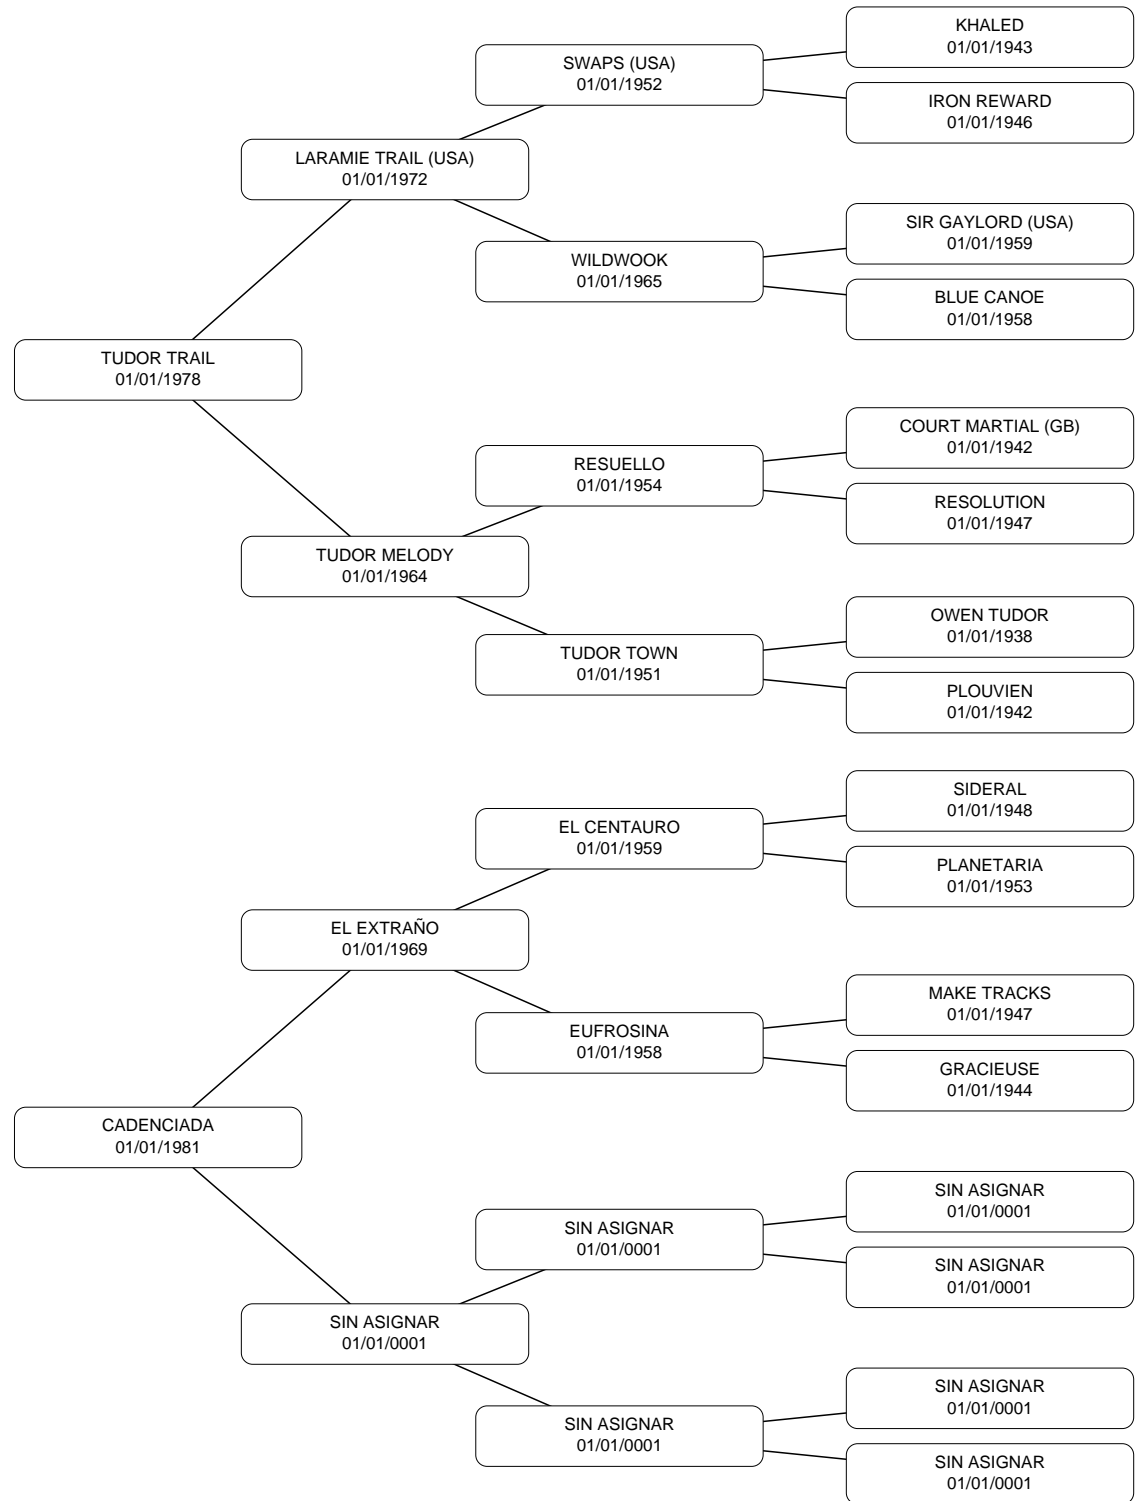 KHALED
01/01/1943
SWAPS (USA)
01/01/1952
IRON REWARD
01/01/1946
LARAMIE TRAIL (USA)
01/01/1972
SIR GAYLORD (USA)
01/01/1959
WILDWOOK
01/01/1965
BLUE CANOE
01/01/1958
TUDOR TRAIL
01/01/1978
COURT MARTIAL (GB)
01/01/1942
RESUELLO
01/01/1954
RESOLUTION
01/01/1947
TUDOR MELODY
01/01/1964
OWEN TUDOR
01/01/1938
TUDOR TOWN
01/01/1951
PLOUVIEN
01/01/1942
SIDERAL
01/01/1948
EL CENTAURO
01/01/1959
PLANETARIA
01/01/1953
EL EXTRAÑO
01/01/1969
MAKE TRACKS
01/01/1947
EUFROSINA
01/01/1958
GRACIEUSE
01/01/1944
CADENCIADA
01/01/1981
SIN ASIGNAR
01/01/0001
SIN ASIGNAR
01/01/0001
SIN ASIGNAR
01/01/0001
SIN ASIGNAR
01/01/0001
SIN ASIGNAR
01/01/0001
SIN ASIGNAR
01/01/0001
SIN ASIGNAR
01/01/0001